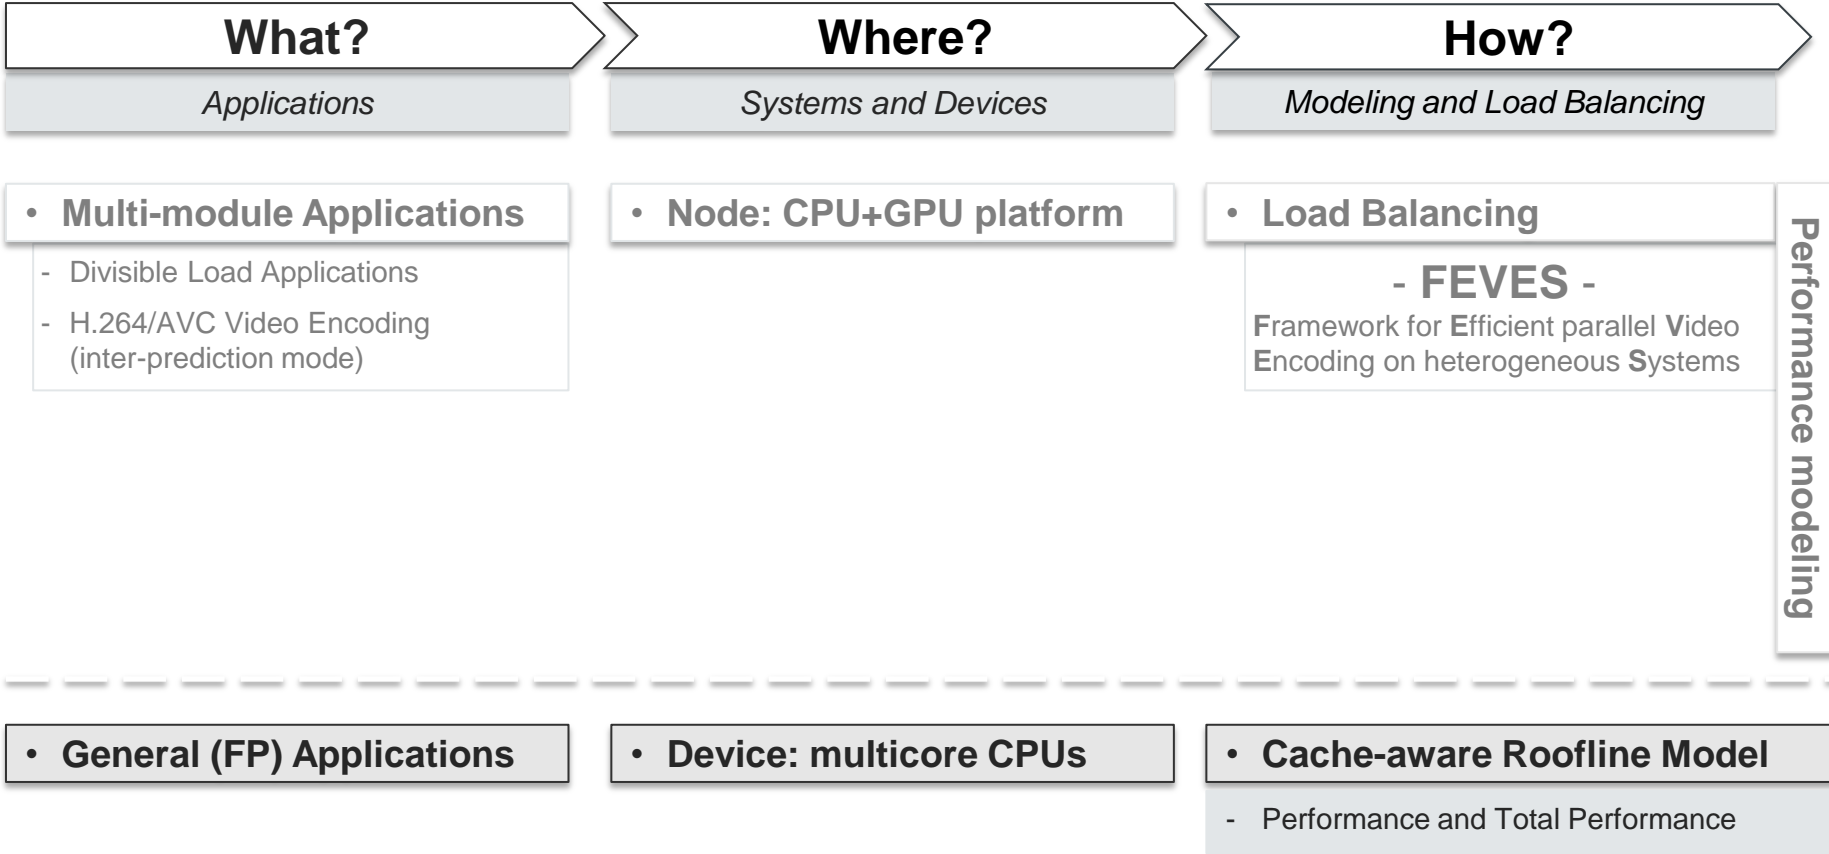 What?
Where?
How?
Applications
Systems and Devices
Modeling and Load Balancing
• Multi-module Applications
- Divisible Load Applications
- H.264/AVC Video Encoding
(inter-prediction mode)
• Node: CPU+GPU platform
• Load Balancing
- FEVES -
Framework for Efficient parallel Video
Encoding on heterogeneous Systems
Performance modeling
• General (FP) Applications
• Device: multicore CPUs
• Cache-aware Roofline Model
- Performance and Total Performance